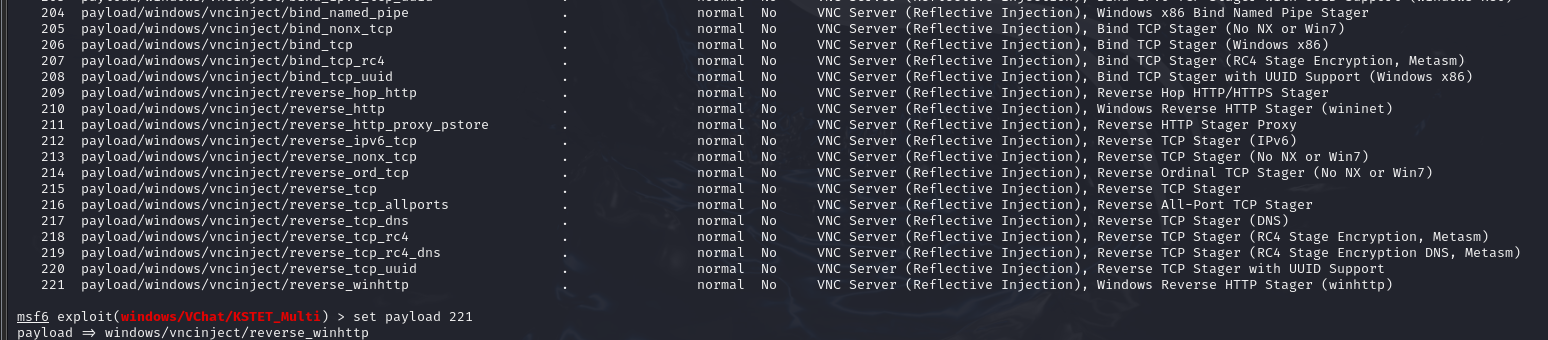 204 payload/windows/vncinject/bind_named_pipe . normal No VNC Server (Reflective Injection), Windows x86 Bind Named Pipe Stager
205 payload/windows/vncinject/bind_nonx_tcp . normal No VNC Server (Reflective Injection), Bind TCP Stager (No NX or Win7)
206 payload/windows/vncinject/bind_tcp . normal No VNC Server (Reflective Injection), Bind TCP Stager (Windows x86)
207 payload/windows/vncinject/bind_tcp_rc4 . normal No VNC Server (Reflective Injection), Bind TCP Stager (RC4 Stage Encryption, Metasm)
208 payload/windows/vncinject/bind_tcp_uuid . normal No VNC Server (Reflective Injection), Bind TCP Stager with UUID Support (Windows x86)
209 payload/windows/vncinject/reverse_hop_http . normal No VNC Server (Reflective Injection), Reverse Hop HTTP/HTTPS Stager
210 payload/windows/vncinject/reverse_http . normal No VNC Server (Reflective Injection), Windows Reverse HTTP Stager (wininet)
211 payload/windows/vncinject/reverse_http_proxy_pstore . normal No VNC Server (Reflective Injection), Reverse HTTP Stager Proxy
212 payload/windows/vncinject/reverse_ipv6_tcp . normal No VNC Server (Reflective Injection), Reverse TCP Stager (IPv6)
213 payload/windows/vncinject/reverse_nonx_tcp . normal No VNC Server (Reflective Injection), Reverse TCP Stager (No NX or Win7)
214 payload/windows/vncinject/reverse_ord_tcp . normal No VNC Server (Reflective Injection), Reverse Ordinal TCP Stager (No NX or Win7)
215 payload/windows/vncinject/reverse_tcp . normal No VNC Server (Reflective Injection), Reverse TCP Stager
216 payload/windows/vncinject/reverse_tcp_allports . normal No VNC Server (Reflective Injection), Reverse All-Port TCP Stager
217 payload/windows/vncinject/reverse_tcp_dns . normal No VNC Server (Reflective Injection), Reverse TCP Stager (DNS)
218 payload/windows/vncinject/reverse_tcp_rc4 . normal No VNC Server (Reflective Injection), Reverse TCP Stager (RC4 Stage Encryption, Metasm)
219 payload/windows/vncinject/reverse_tcp_rc4_dns . normal No VNC Server (Reflective Injection), Reverse TCP Stager (RC4 Stage Encryption DNS, Metasm)
220 payload/windows/vncinject/reverse_tcp_uuid . normal No VNC Server (Reflective Injection), Reverse TCP Stager with UUID Support
221 payload/windows/vncinject/reverse_winhttp . normal No VNC Server (Reflective Injection), Windows Reverse HTTP Stager (winhttp)
msf6 exploit(windows/VChat/KSTET_Multi) > set payload 221
payload ⇒ windows/vncinject/reverse_winhttp